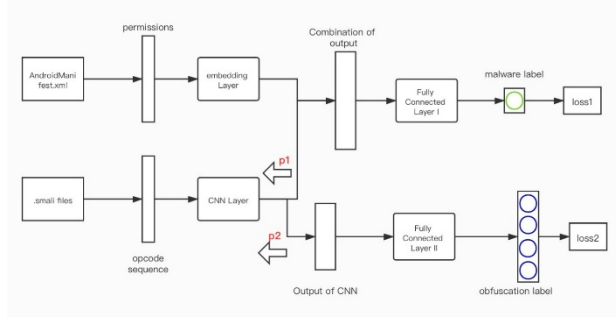 permissions
Combination of
output
AndroidMani
fest.xml
embedding
Layer
Fully
Connected
Layer I
malware label
loss1
p1
.smali files
CNN Layer
opcode
sequence
p2
Output of CNN
Fully
Connected
Layer II
obfuscation label
loss2